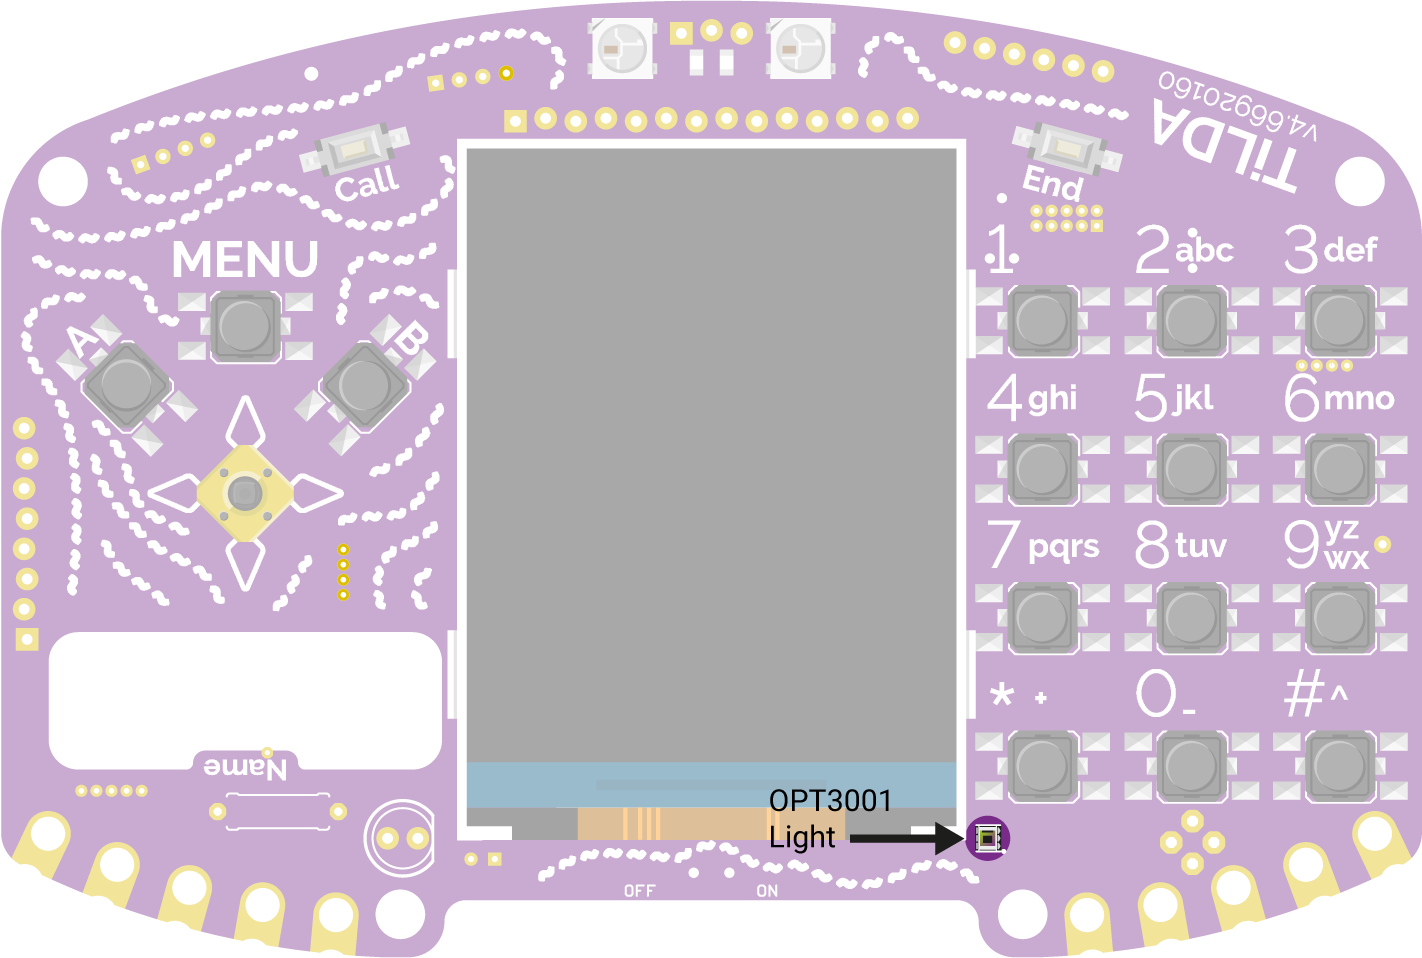 v4.66920160
TiLDA
Call
End
MENU
A
B
1
2abc
3def
4ghi
5jkl
6mno
7pqrs
8tuv
9yz
wx
* +
0_
#^
Name
OPT3001
Light
OFF
ON